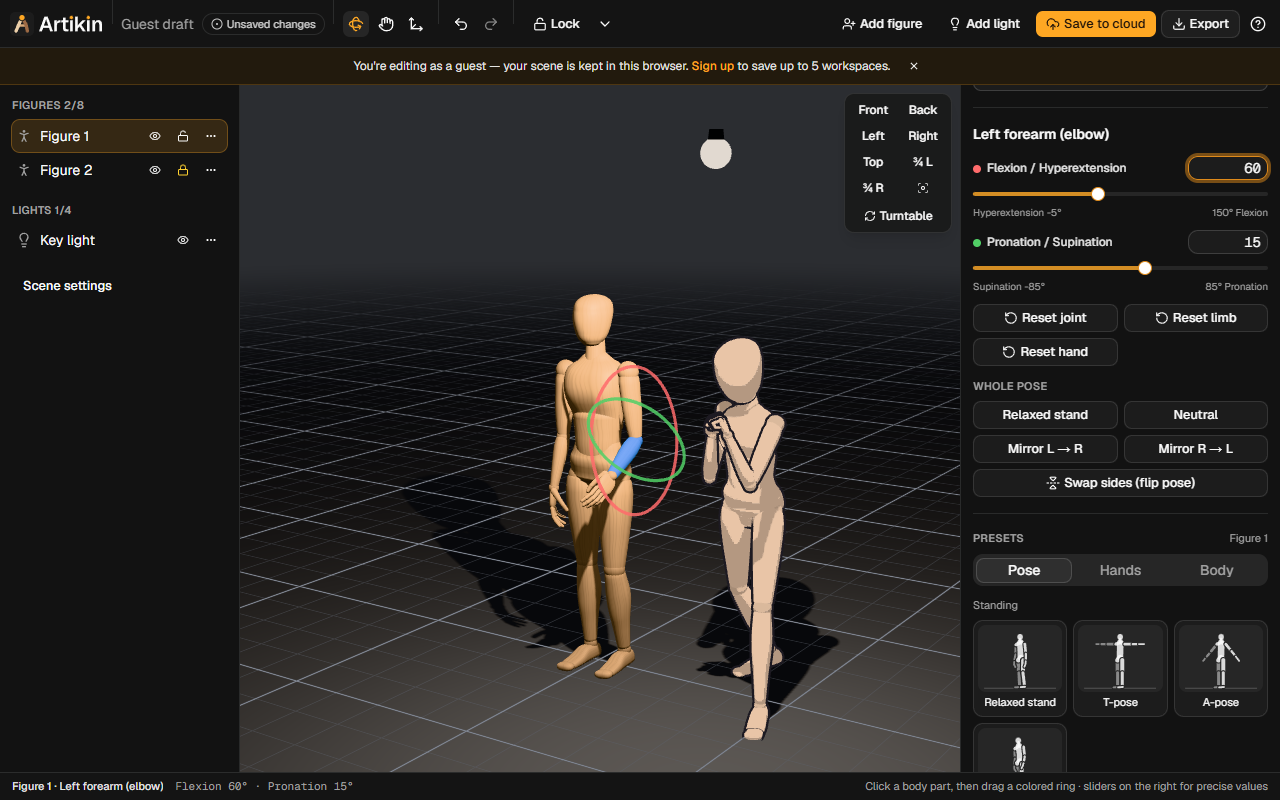 Artikin
Guest draft
Unsaved changes
Lock
Add figure
Add light
Save to cloud
Export
You're editing as a guest — your scene is kept in this browser. Sign up to save up to 5 workspaces.
FIGURES 2/8
Figure 1
Figure 2
LIGHTS 1/4
Key light
Scene settings
Front Back
Left Right
Top ¾ L
¾ R
Turntable
Left forearm (elbow)
Flexion / Hyperextension 60
Hyperextension -5° 150° Flexion
Pronation / Supination 15
Supination -85° 85° Pronation
Reset joint Reset limb
Reset hand
WHOLE POSE
Relaxed stand Neutral
Mirror L → R Mirror R → L
Swap sides (flip pose)
PRESETS Figure 1
Pose Hands Body
Standing
Relaxed stand T-pose A-pose
Figure 1 · Left forearm (elbow) Flexion 60° · Pronation 15°
Click a body part, then drag a colored ring · sliders on the right for precise values